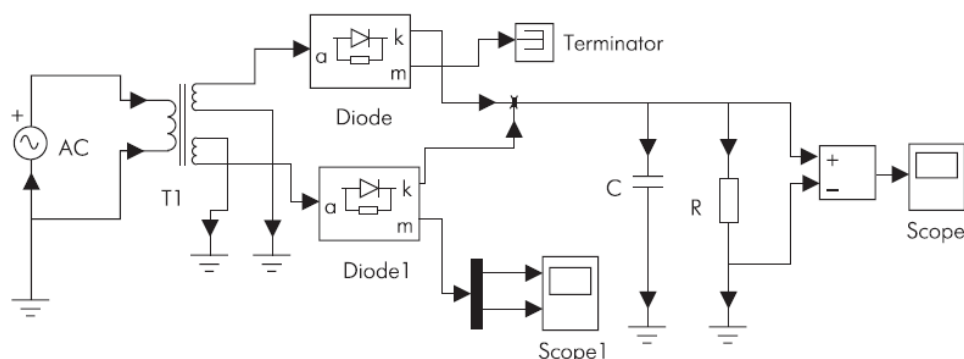 k
a
m
Terminator
Diode
+
AC
T1
k
a
m
Diode1
C
R
+
−
Scope
Scope1